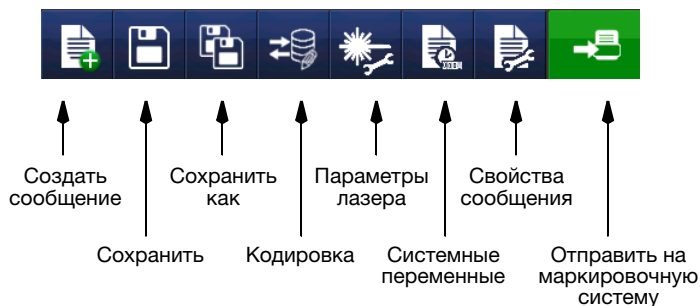 Создать
сообщение
Сохранить
как
Параметры
лазера
Свойства
сообщения
Сохранить
Кодировка
Системные
переменные
Отправить на
маркировочную
систему